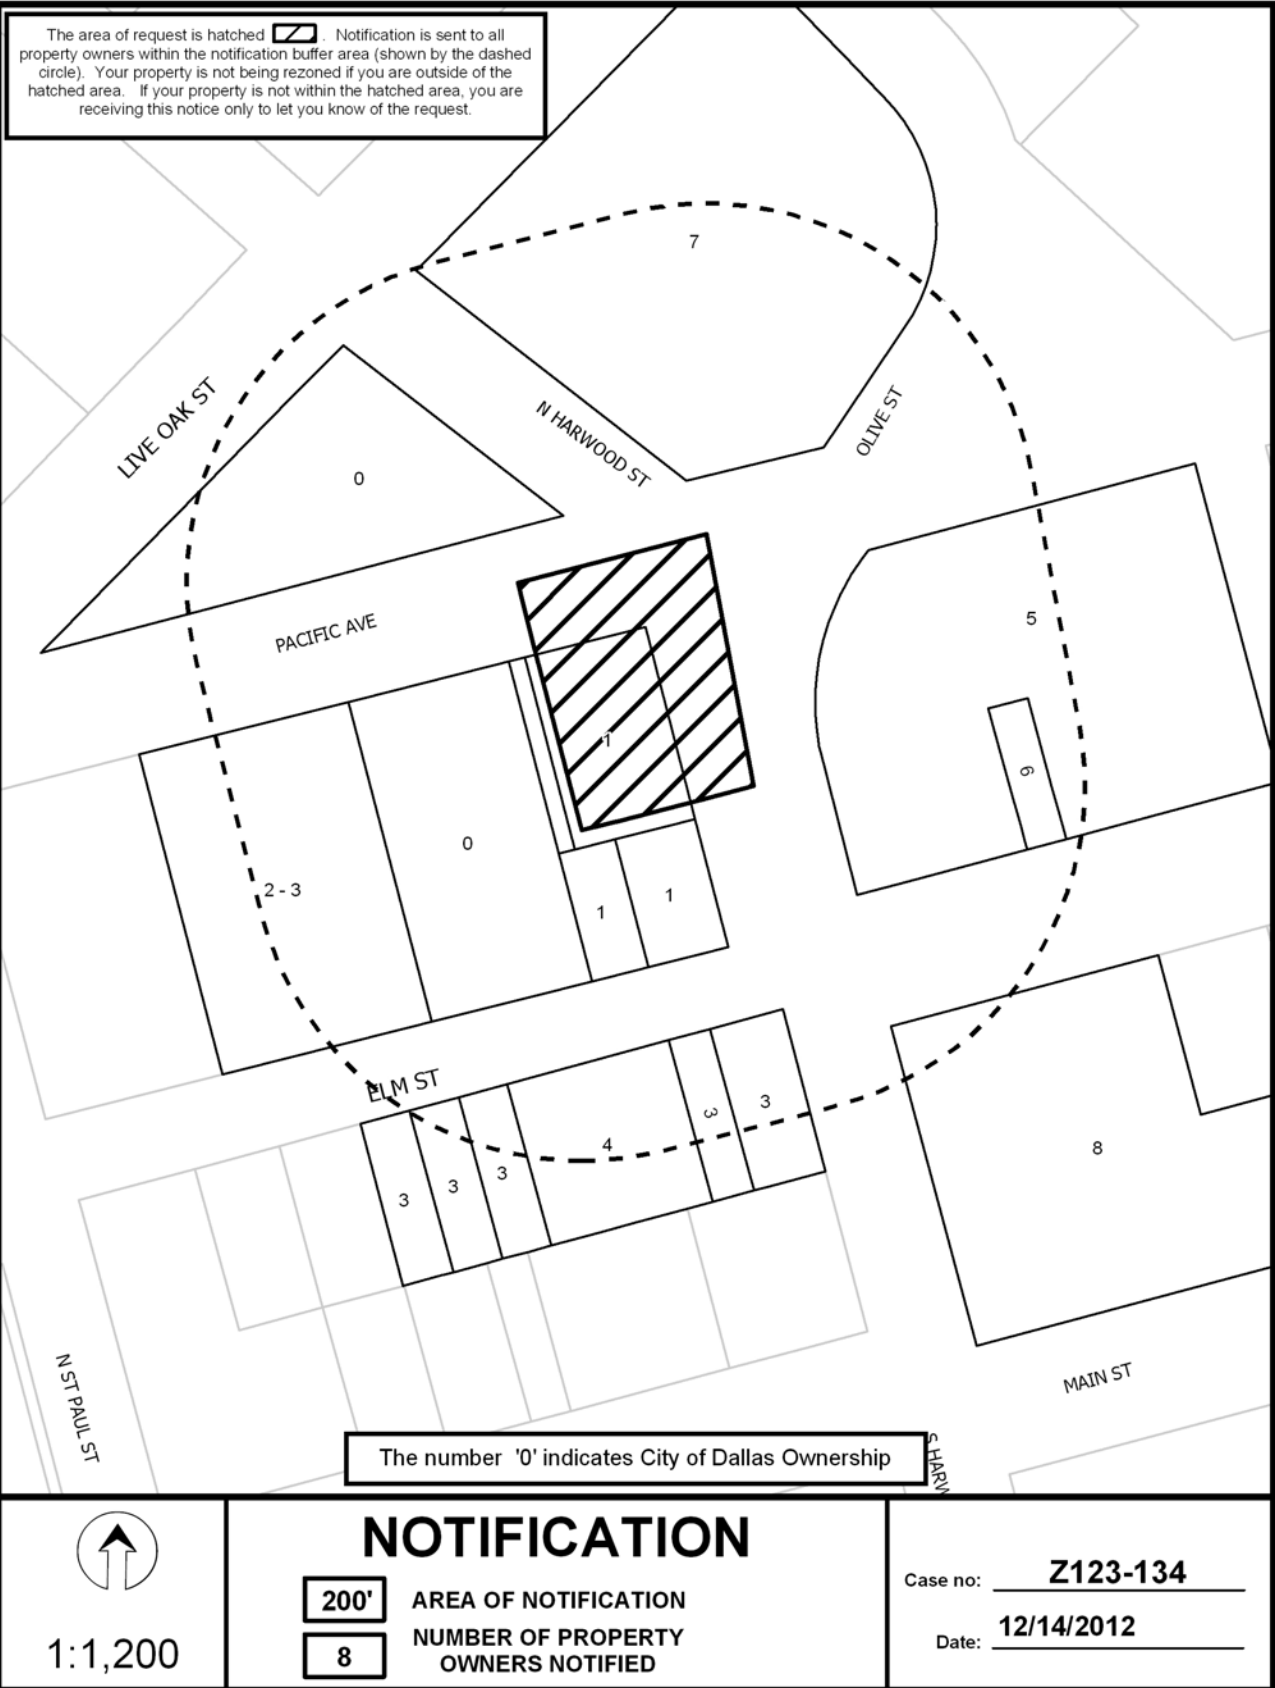 The area of request is hatched . Notification is sent to all
property owners within the notification buffer area (shown by the dashed
circle). Your property is not being rezoned if you are outside of the
hatched area. If your property is not within the hatched area, you are
receiving this notice only to let you know of the request.
7
LIVE OAK ST
N HARWOOD ST
OLIVE ST
0
PACIFIC AVE
5
1
6
0
2 - 3
1
1
ELM ST
3
3
4
3
3
3
8
N ST PAUL ST
MAIN ST
S HARW
The number '0' indicates City of Dallas Ownership
1:1,200
NOTIFICATION
200' AREA OF NOTIFICATION
8 NUMBER OF PROPERTY
OWNERS NOTIFIED
Case no: Z123-134
Date: 12/14/2012